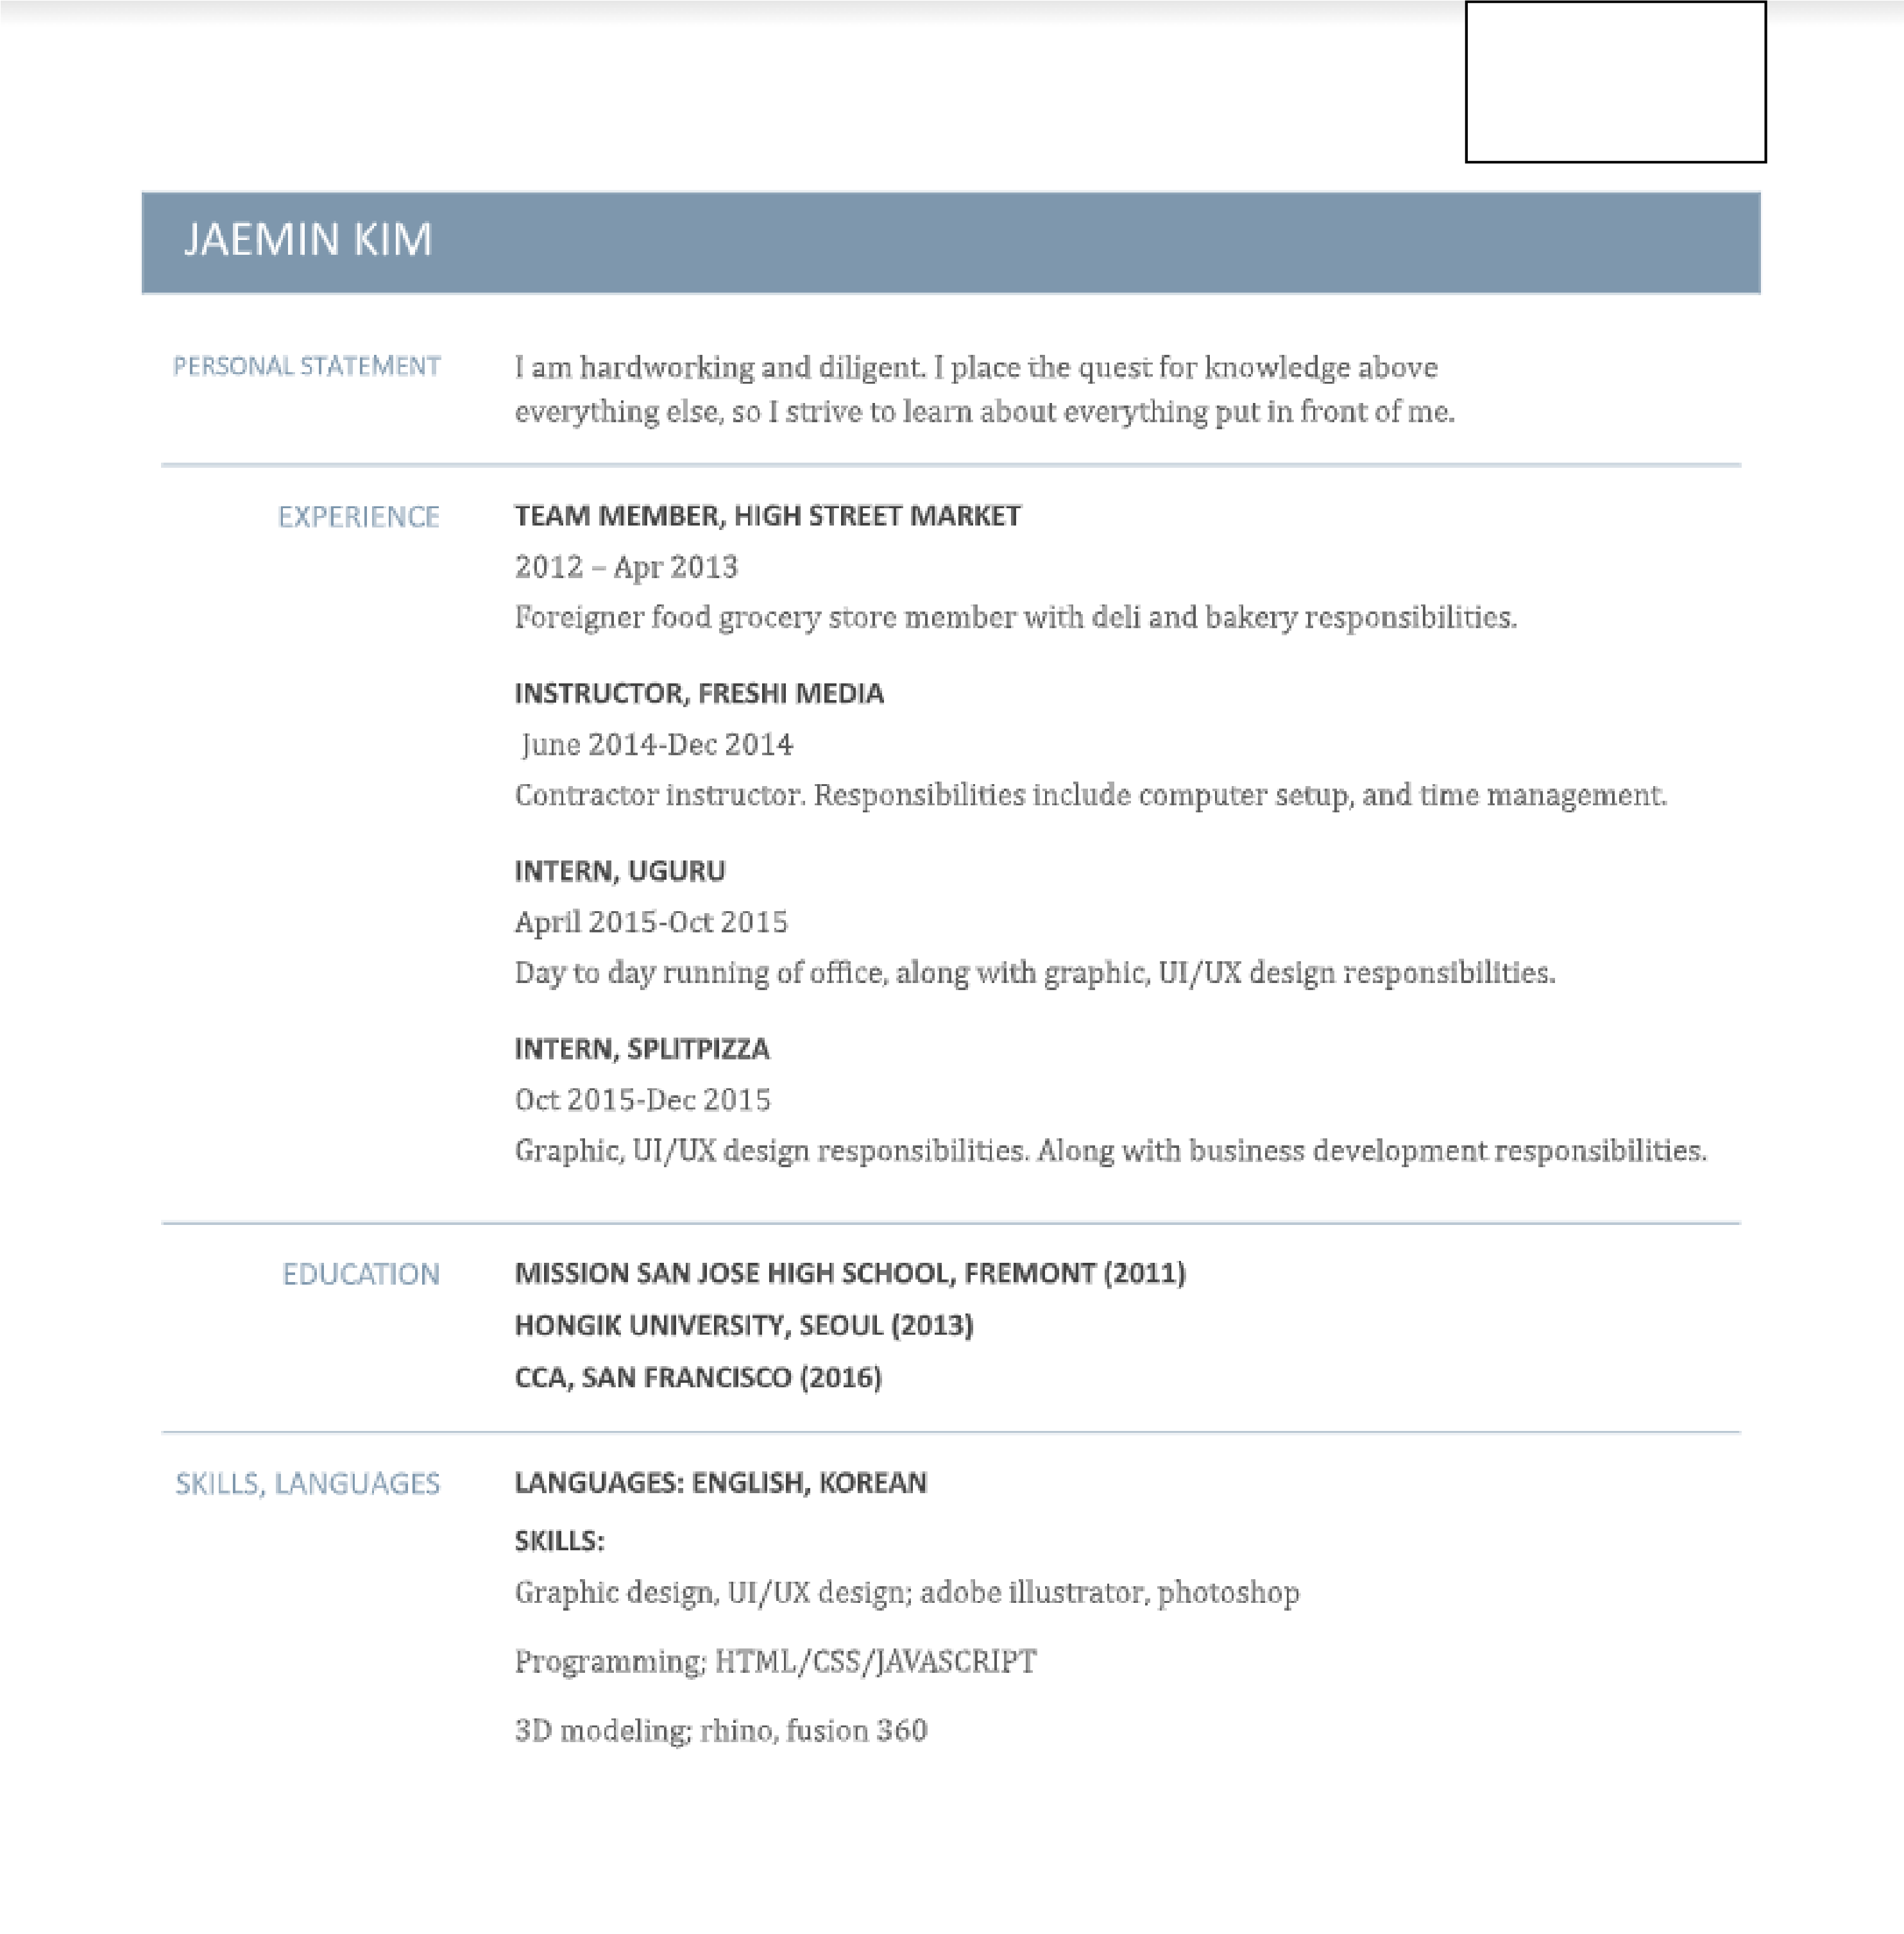 JAEMIN KIM
PERSONAL STATEMENT
I am hardworking and diligent. I place the quest for knowledge above
everything else, so I strive to learn about everything put in front of me.
EXPERIENCE
TEAM MEMBER, HIGH STREET MARKET
2012 – Apr 2013
Foreigner food grocery store member with deli and bakery responsibilities.
INSTRUCTOR, FRESHI MEDIA
June 2014-Dec 2014
Contractor instructor. Responsibilities include computer setup, and time management.
INTERN, UGURU
April 2015-Oct 2015
Day to day running of office, along with graphic, UI/UX design responsibilities.
INTERN, SPLITPIZZA
Oct 2015-Dec 2015
Graphic, UI/UX design responsibilities. Along with business development responsibilities.
EDUCATION
MISSION SAN JOSE HIGH SCHOOL, FREMONT (2011)
HONGIK UNIVERSITY, SEOUL (2013)
CCA, SAN FRANCISCO (2016)
SKILLS, LANGUAGES
LANGUAGES: ENGLISH, KOREAN
SKILLS:
Graphic design, UI/UX design; adobe illustrator, photoshop
Programming; HTML/CSS/JAVASCRIPT
3D modeling; rhino, fusion 360